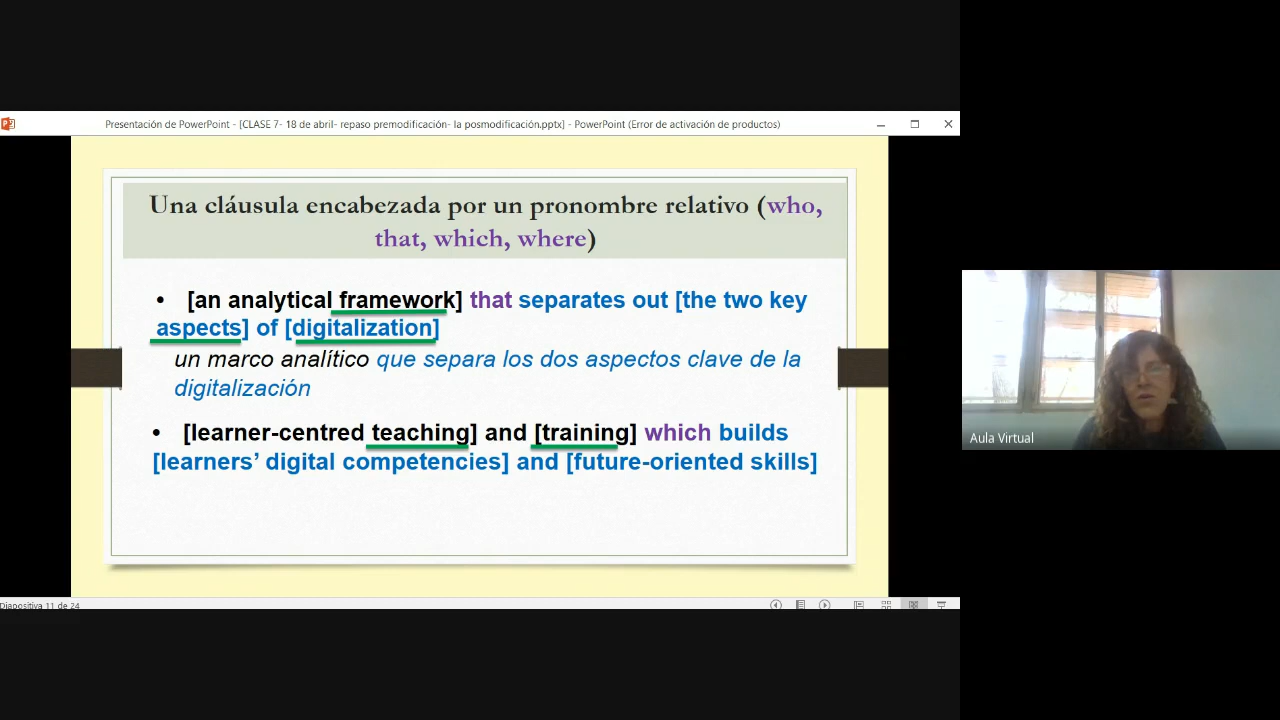 Presentación de PowerPoint - [CLASE 7- 18 de abril- repaso premodificación- la posmodificación.pptx] - PowerPoint (Error de activación de productos)
Una cláusula encabezada por un pronombre relativo (who,
that, which, where)
• [an analytical framework] that separates out [the two key
aspects] of [digitalization]
un marco analítico que separa los dos aspectos clave de la
digitalización
• [learner-centred teaching] and [training] which builds
[learners’ digital competencies] and [future-oriented skills]
Aula Virtual
Diapositiva 11 de 24